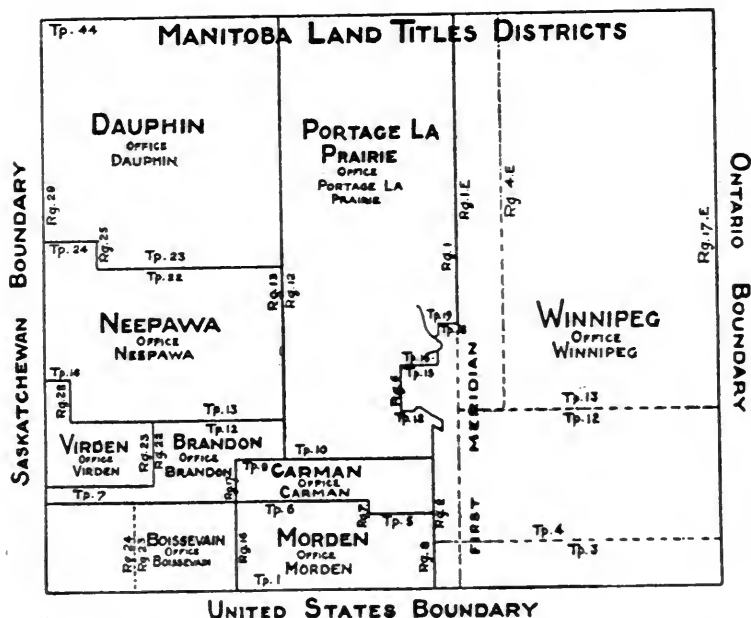 Tp. 44
MANITOBA LAND TITLES DISTRICTS
DAUPHIN
OFFICE
DAUPHIN
PORTAGE LA
PRAIRIE
OFFICE
PORTAGE LA
PRAIRIE
Rg. 1. E
Rg. 4. E
Rg. 17. E
ONTARIO BOUNDARY
SASKATCHEWAN BOUNDARY
Rg. 29
Rg. 25
Tp. 24
Tp. 23
Tp. 22
Rg. 13
Rg. 12
Rg. 1
NEEPAWA
OFFICE
NEEPAWA
WINNIPEG
OFFICE
WINNIPEG
Tp. 19
Tp. 16
Tp. 15
Tp. 14
Rg. 28
Tp. 13
Tp. 12
Tp. 13
Tp. 12
VIRDEN
OFFICE
VIRDEN
Rg. 23
Rg. 22
BRANDON
OFFICE
BRANDON
Tp. 10
Tp. 9
Rg. 17
CARMAN
OFFICE
CARMAN
FIRST MERIDIAN
Tp. 7
Tp. 6
Rg. 7
Tp. 5
Rg. 24
Rg. 23
BOISSEVAIN
OFFICE
BOISSEVAIN
Rg. 16
MORDEN
OFFICE
MORDEN
Tp. 1
Tp. 4
Tp. 3
UNITED STATES BOUNDARY